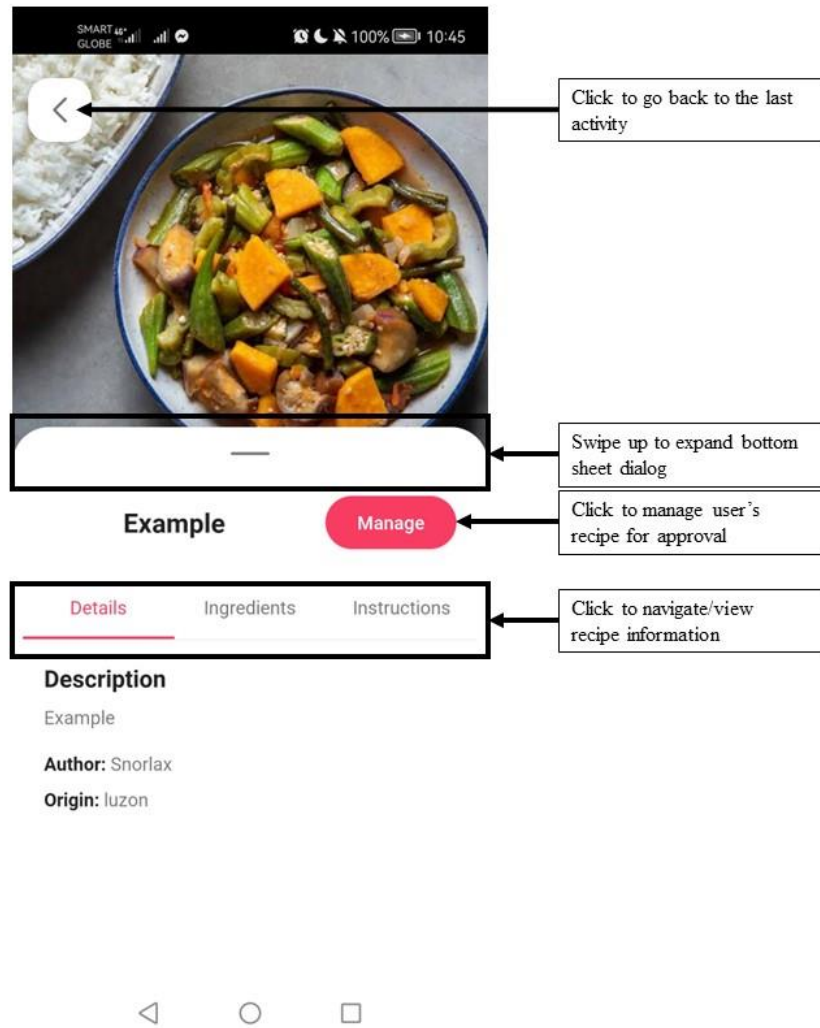 SMART 4G+
GLOBE
100% 10:45
Click to go back to the last
activity
Swipe up to expand bottom
sheet dialog
Example
Manage
Click to manage user’s
recipe for approval
Details Ingredients Instructions
Click to navigate/view
recipe information
Description
Example
Author: Snorlax
Origin: luzon